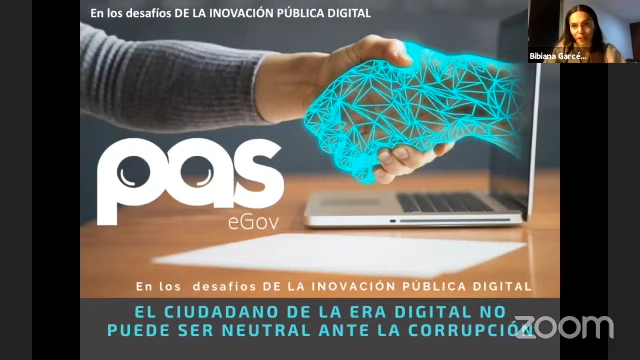 En los desafíos DE LA INOVACIÓN PÚBLICA DIGITAL
Bibiana Garcé...
pas
eGov
En los desafíos DE LA INOVACIÓN PÚBLICA DIGITAL
EL CIUDADANO DE LA ERA DIGITAL NO
PUEDE SER NEUTRAL ANTE LA CORRUPCIÓN
zoom